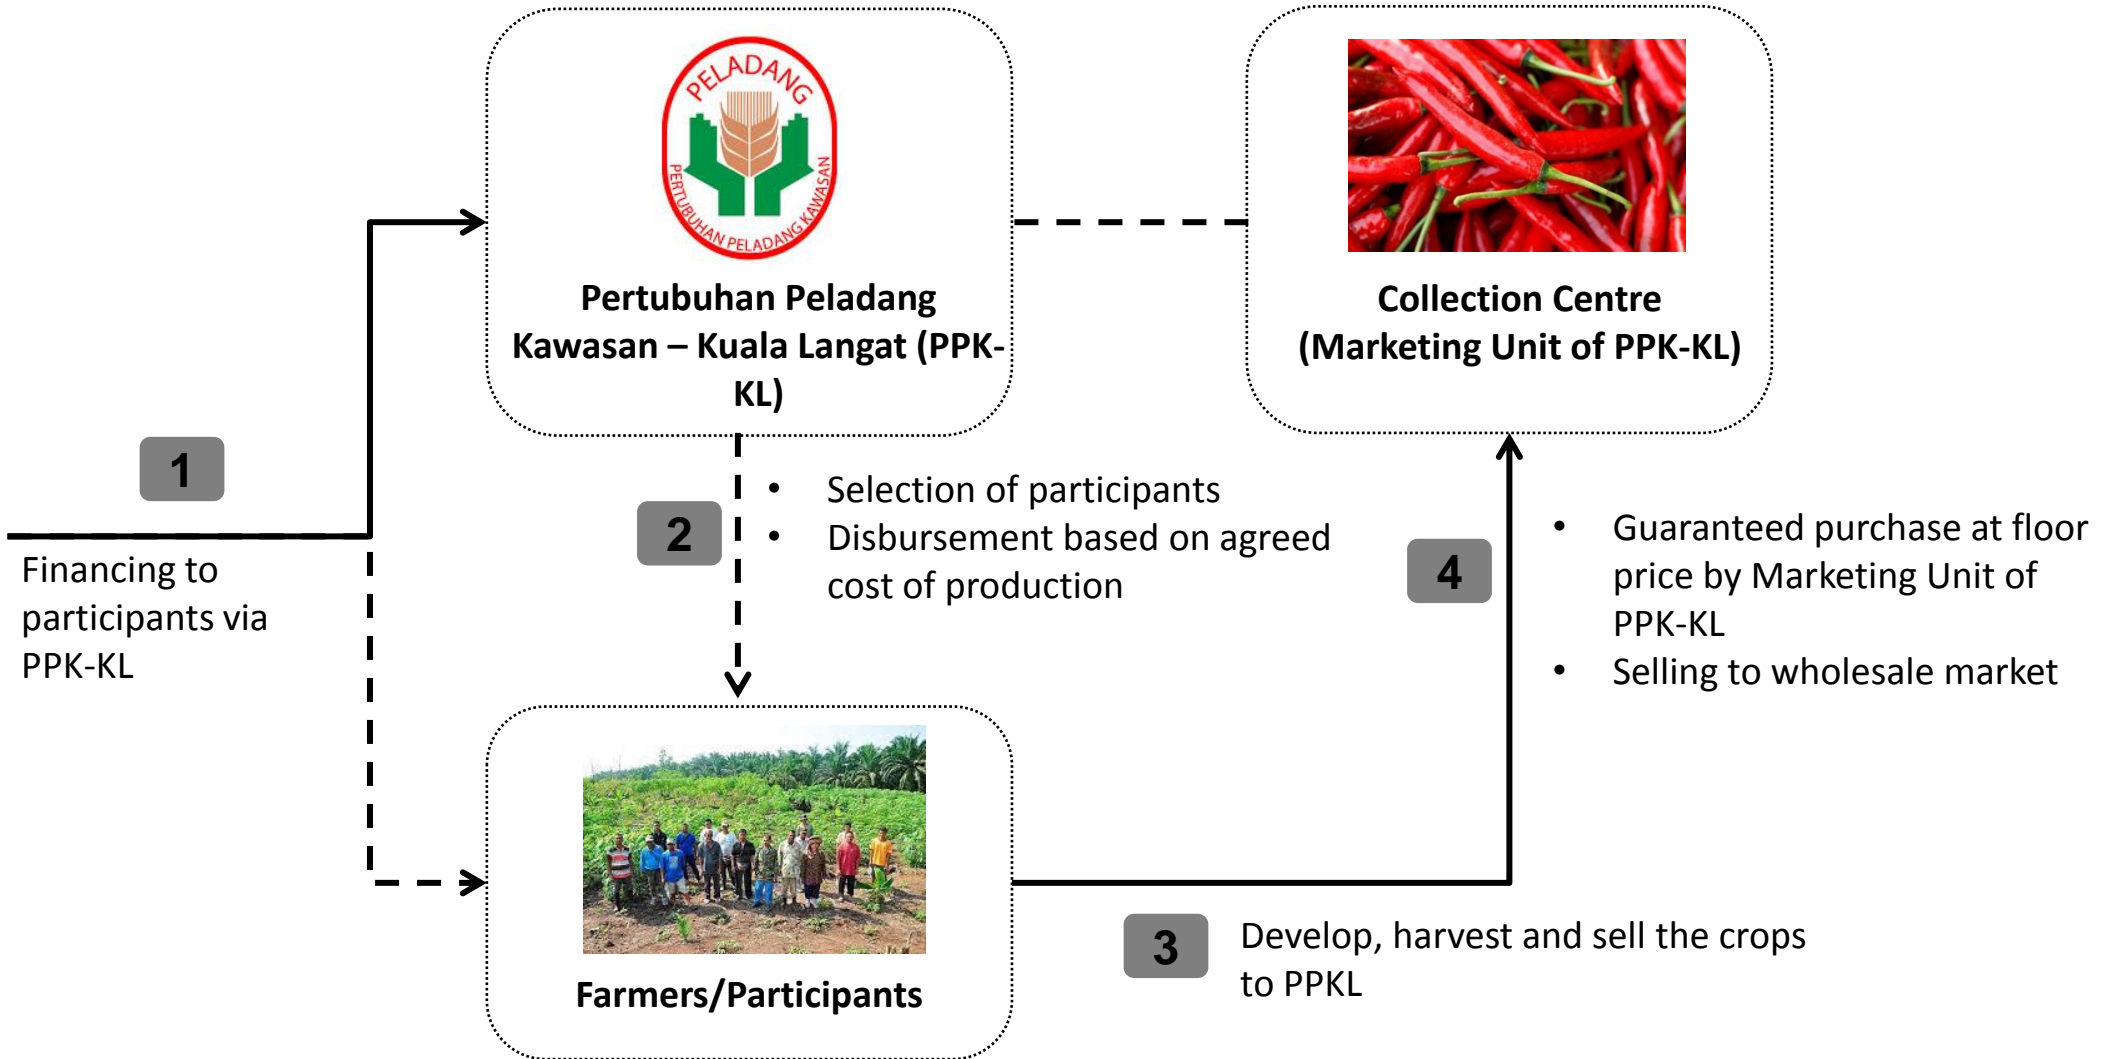 PELADANG
PERTUBUHAN PELADANG KAWASAN
Pertubuhan Peladang
Kawasan – Kuala Langat (PPK-
KL)
Collection Centre
(Marketing Unit of PPK-KL)
1
Financing to
participants via
PPK-KL
2
• Selection of participants
• Disbursement based on agreed
cost of production
4
• Guaranteed purchase at floor
price by Marketing Unit of
PPK-KL
• Selling to wholesale market
Farmers/Participants
3
Develop, harvest and sell the crops
to PPKL